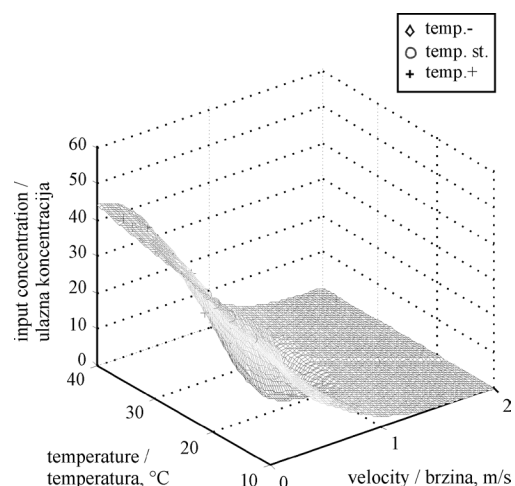 temp.-
temp. st.
temp.+
60
50
40
30
20
10
0
input concentration /
ulazna koncentracija
40
30
20
10
temperature /
temperatura, °C
0
1
2
velocity / brzina, m/s